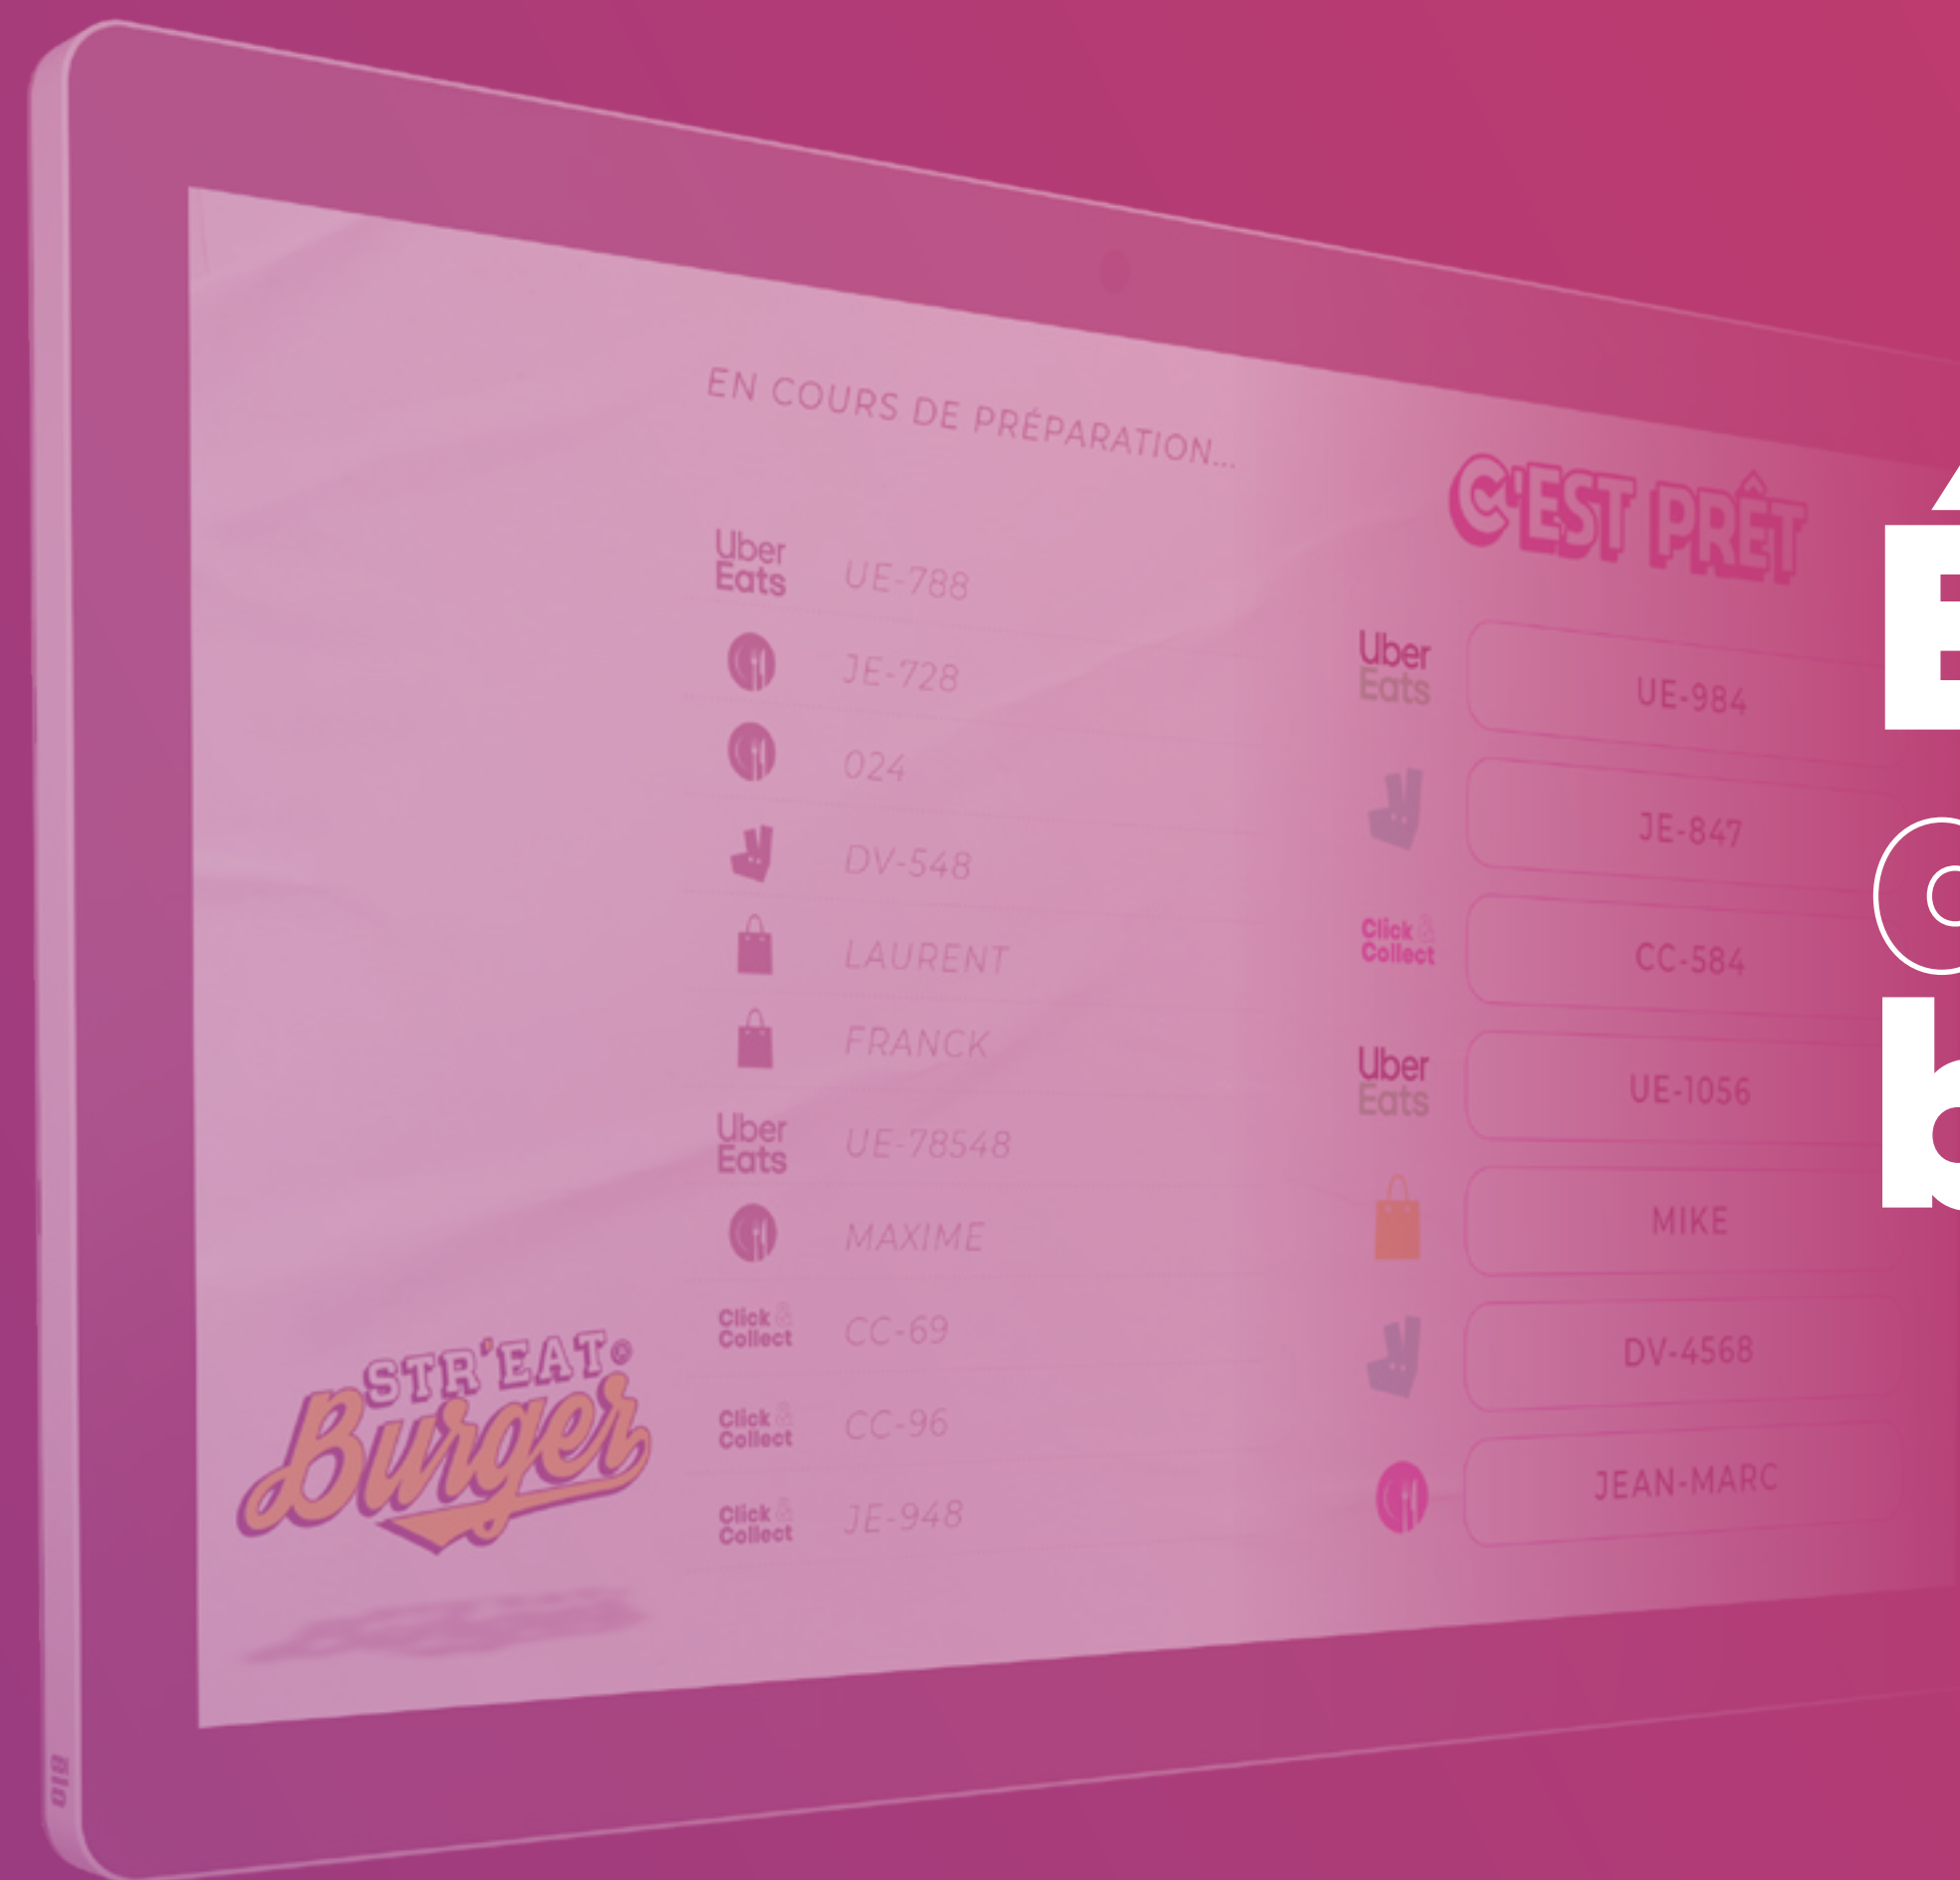 EN COURS DE PRÉPARATION...
Uber
Eats
UE-788
JE-728
024
DV-548
LAURENT
FRANCK
Uber
Eats
UE-78548
MAXIME
Click &
Collect
CC-69
Click &
Collect
CC-96
Click &
Collect
JE-948
C'EST PRÊT
Uber
Eats
UE-984
JE-847
Click &
Collect
CC-584
Uber
Eats
UE-1056
MIKE
DV-4568
JEAN-MARC
STR'EAT©
Burger
É
b